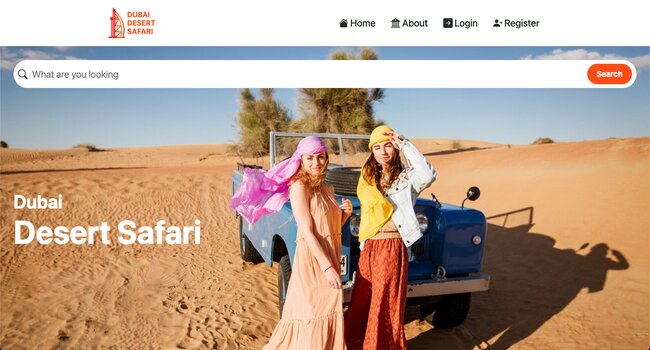 DUBAI
DESERT
SAFARI
Home
About
Login
Register
What are you looking
Search
Dubai
Desert Safari